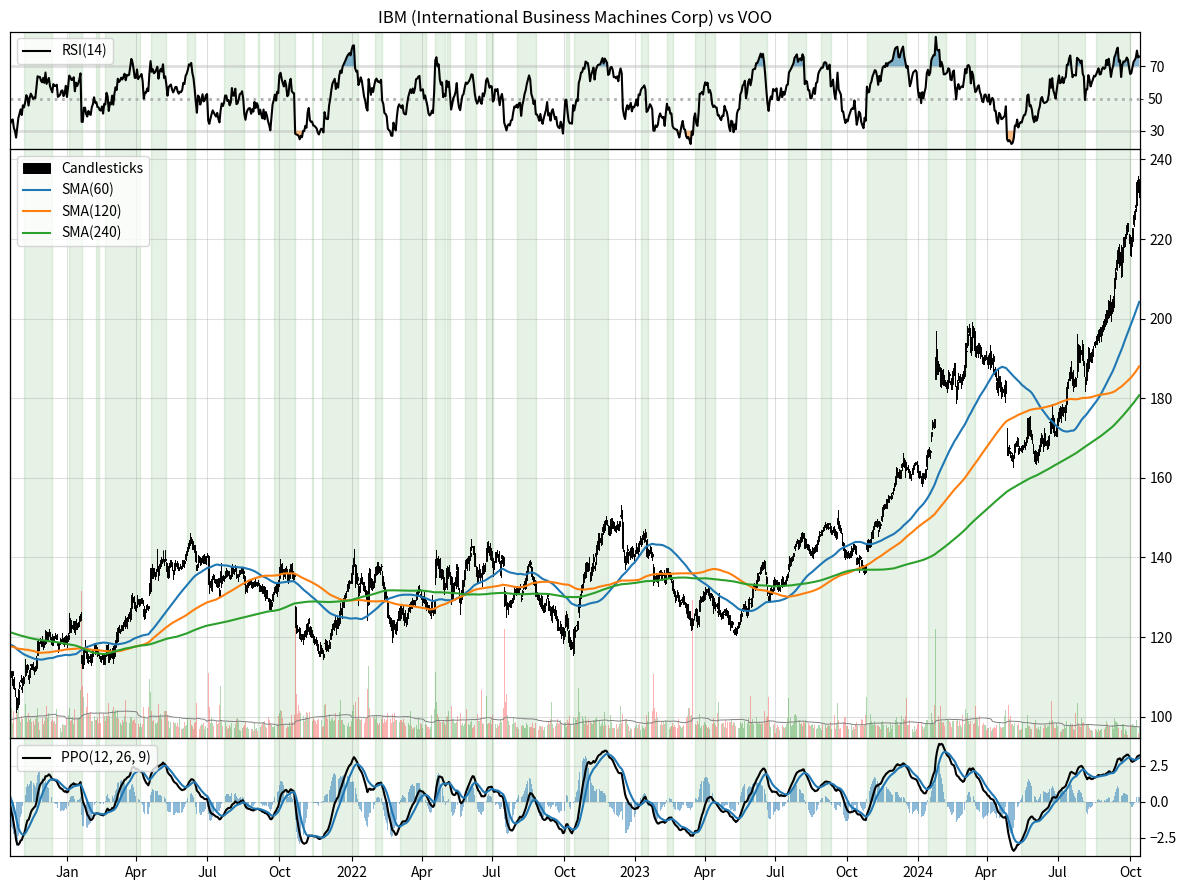 IBM (International Business Machines Corp) vs VOO
RSI(14)
70
50
30
Candlesticks
SMA(60)
SMA(120)
SMA(240)
240
220
200
180
160
140
120
100
PPO(12, 26, 9)
2.5
0.0
−2.5
Jan Apr Jul Oct 2022 Apr Jul Oct 2023 Apr Jul Oct 2024 Apr Jul Oct